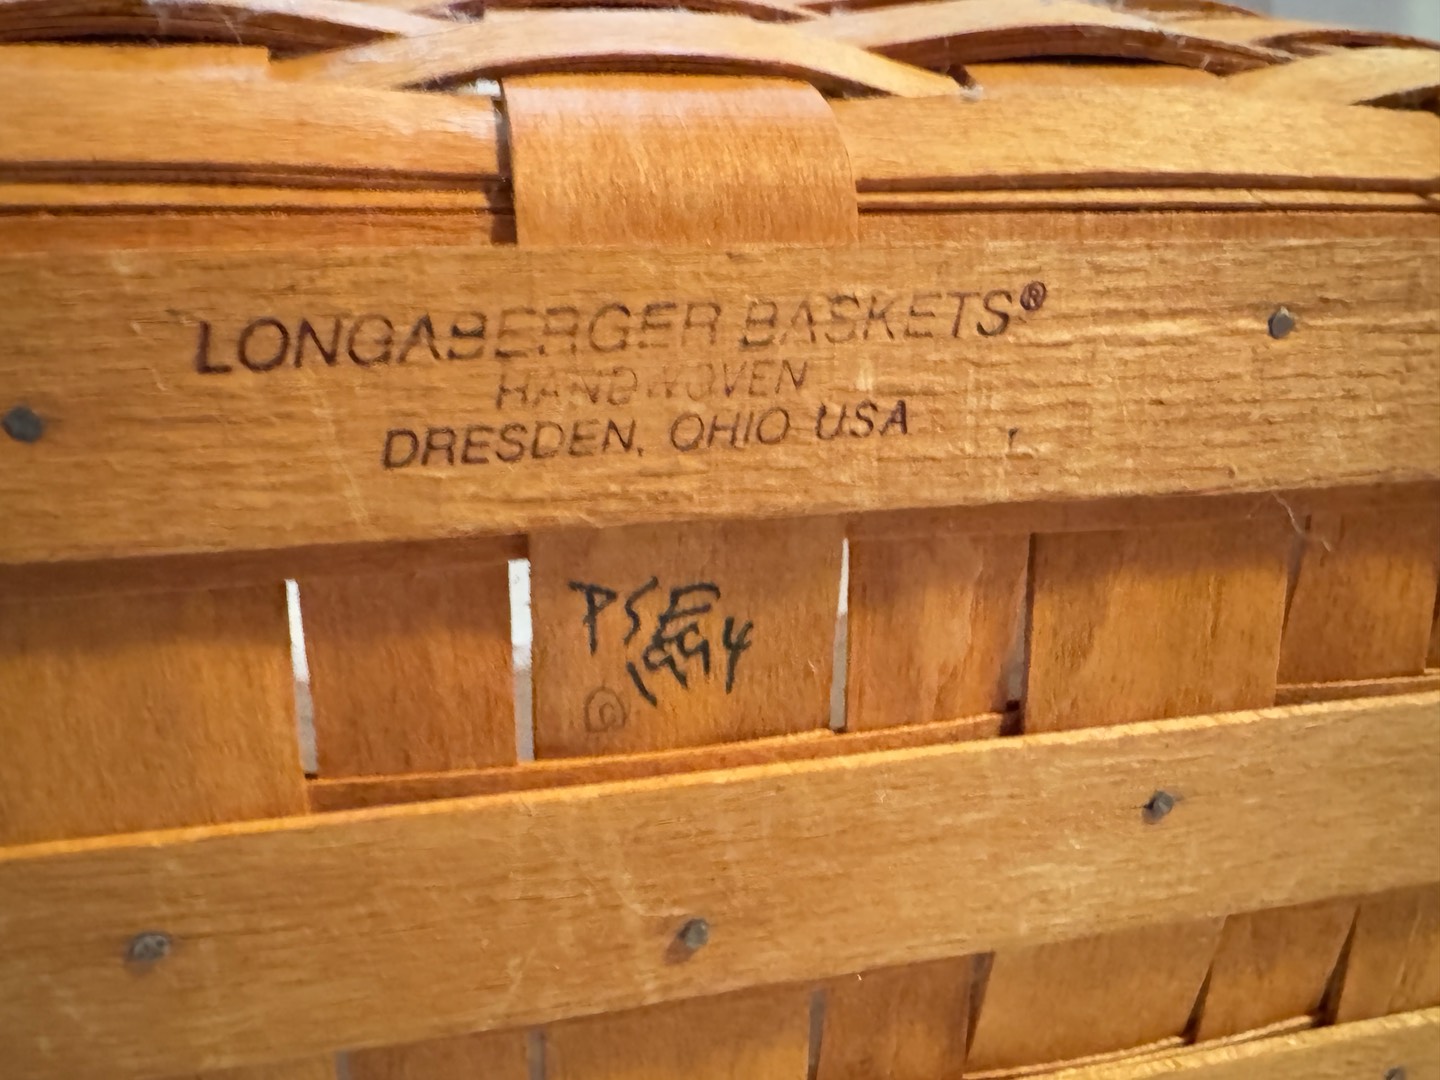 LONGABERGER BASKETS®
HANDWOVEN
DRESDEN, OHIO USA
PSE
1994
©